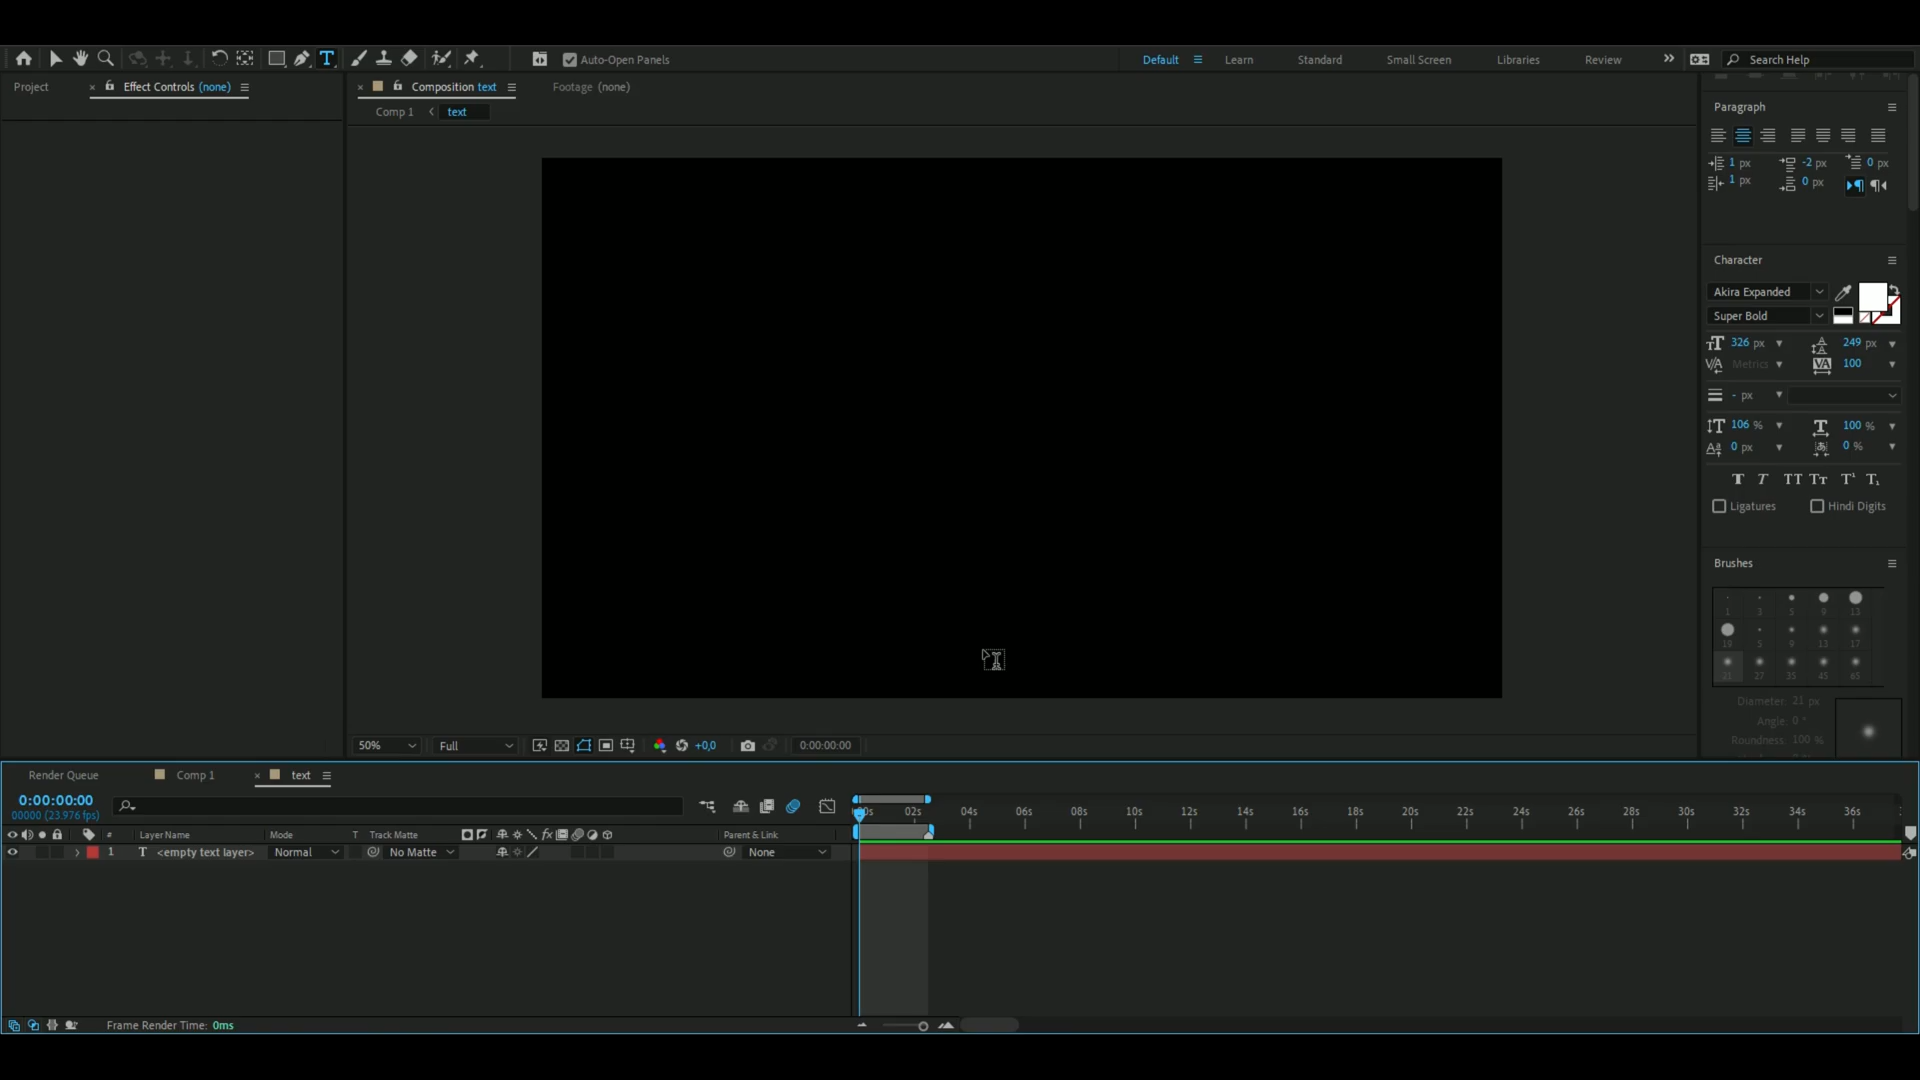 Auto-Open Panels
Default
Learn
Standard
Small Screen
Libraries
Review
Search Help
Project
Effect Controls (none)
Composition text
Footage (none)
Comp 1
text
Paragraph
1 px
-2 px
0 px
1 px
0 px
Character
Akira Expanded
Super Bold
326 px
249 px
Metrics
100
- px
106 %
100 %
0 px
0 %
Ligatures
Hindi Digits
Brushes
1 3 5 9 13
19 5 9 13 17
21 27 35 45 65
Diameter: 21 px
Angle: 0 °
Roundness: 100 %
50%
Full
+0,0
0:00:00:00
Render Queue
Comp 1
text
0:00:00:00
00000 (23.976 fps)
02s 04s 06s 08s 10s 12s 14s 16s 18s 20s 22s 24s 26s 28s 30s 32s 34s 36s
# Layer Name Mode T Track Matte Parent & Link
1 T <empty text layer> Normal No Matte None
Frame Render Time: 0ms